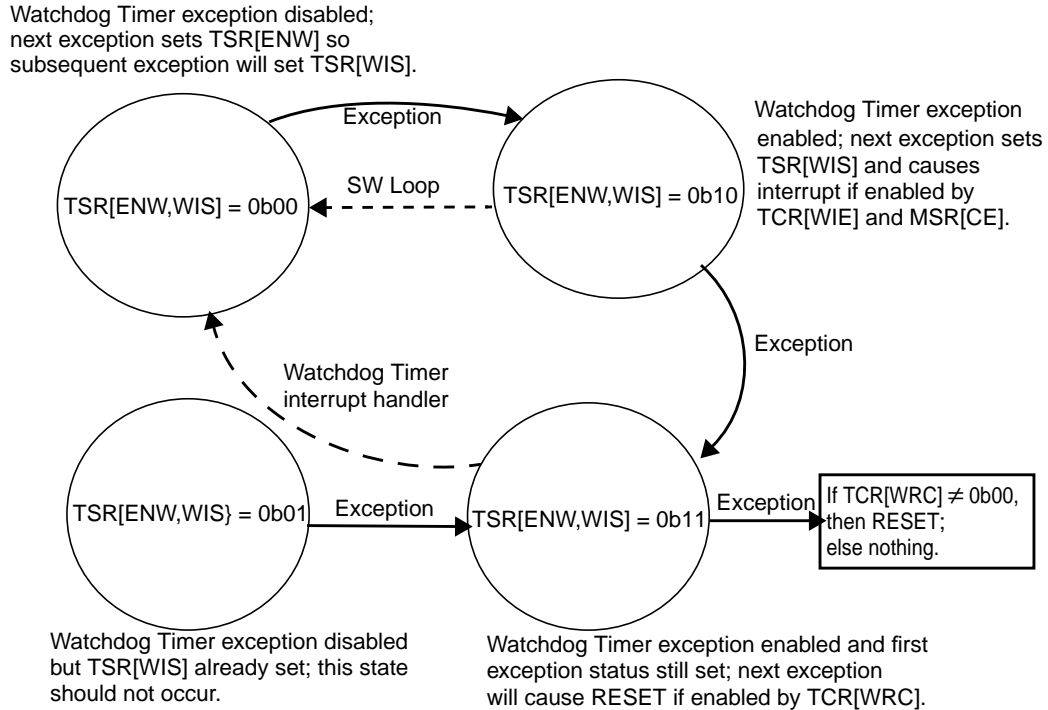 Watchdog Timer exception disabled;
next exception sets TSR[ENW] so
subsequent exception will set TSR[WIS].
Exception
Watchdog Timer exception
enabled; next exception sets
TSR[WIS] and causes
interrupt if enabled by
TCR[WIE] and MSR[CE].
SW Loop
TSR[ENW,WIS] = 0b00
TSR[ENW,WIS] = 0b10
Exception
Watchdog Timer
interrupt handler
TSR[ENW,WIS} = 0b01
Exception
TSR[ENW,WIS] = 0b11
Exception
If TCR[WRC] ≠ 0b00,
then RESET;
else nothing.
Watchdog Timer exception disabled
but TSR[WIS] already set; this state
should not occur.
Watchdog Timer exception enabled and first
exception status still set; next exception
will cause RESET if enabled by TCR[WRC].